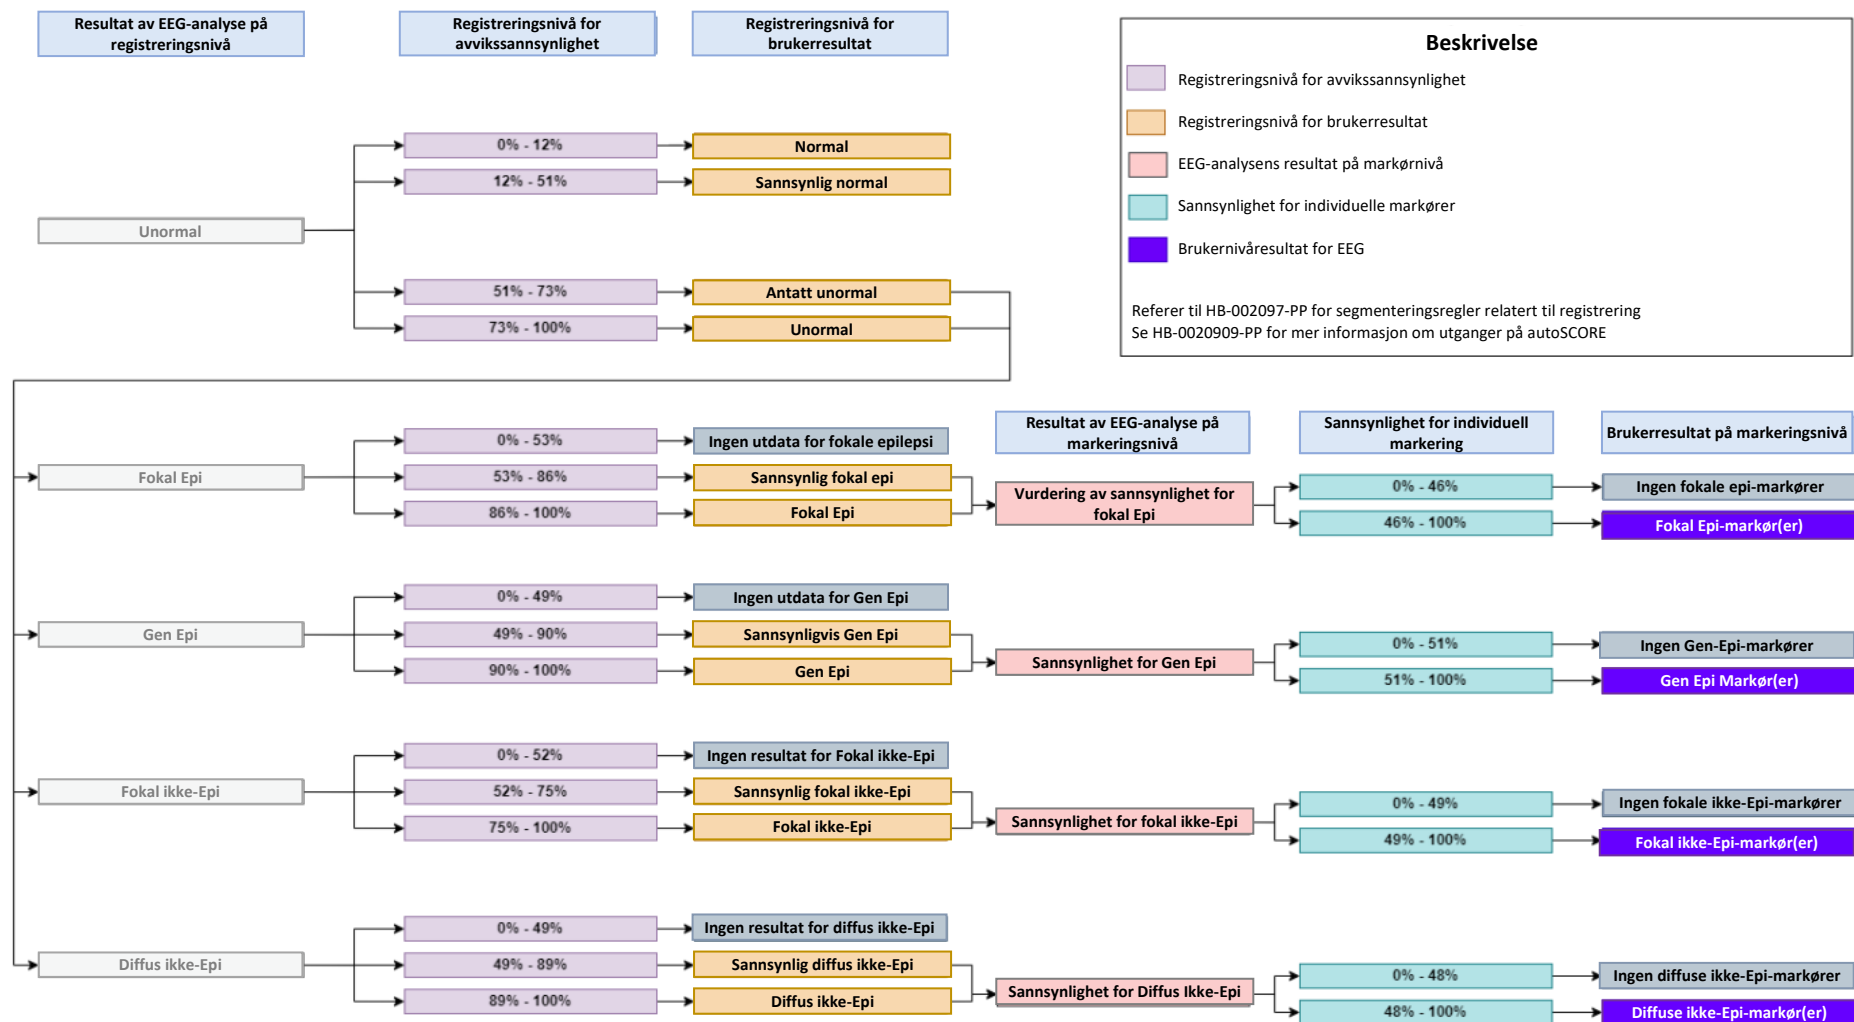 Resultat av EEG-analyse på
registreringsnivå
Registreringsnivå for
avvikssannsynlighet
Registreringsnivå for
brukerresultat
Beskrivelse
Registreringsnivå for avvikssannsynlighet
Registreringsnivå for brukerresultat
EEG-analysens resultat på markørnivå
Sannsynlighet for individuelle markører
Brukernivåresultat for EEG
Referer til HB-002097-PP for segmenteringsregler relatert til registrering
Se HB-0020909-PP for mer informasjon om utganger på autoSCORE
Unormal
0% - 12%
Normal
12% - 51%
Sannsynlig normal
51% - 73%
Antatt unormal
73% - 100%
Unormal
Resultat av EEG-analyse på
markeringsnivå
Sannsynlighet for individuell
markering
Brukerresultat på markeringsnivå
Fokal Epi
0% - 53%
Ingen utdata for fokale epilepsi
53% - 86%
Sannsynlig fokal epi
86% - 100%
Fokal Epi
Vurdering av sannsynlighet for
fokal Epi
0% - 46%
Ingen fokale epi-markører
46% - 100%
Fokal Epi-markør(er)
Gen Epi
0% - 49%
Ingen utdata for Gen Epi
49% - 90%
Sannsynligvis Gen Epi
90% - 100%
Gen Epi
Sannsynlighet for Gen Epi
0% - 51%
Ingen Gen-Epi-markører
51% - 100%
Gen Epi Markør(er)
Fokal ikke-Epi
0% - 52%
Ingen resultat for Fokal ikke-Epi
52% - 75%
Sannsynlig fokal ikke-Epi
75% - 100%
Fokal ikke-Epi
Sannsynlighet for fokal ikke-Epi
0% - 49%
Ingen fokale ikke-Epi-markører
49% - 100%
Fokal ikke-Epi-markør(er)
Diffus ikke-Epi
0% - 49%
Ingen resultat for diffus ikke-Epi
49% - 89%
Sannsynlig diffus ikke-Epi
89% - 100%
Diffus ikke-Epi
Sannsynlighet for Diffus Ikke-Epi
0% - 48%
Ingen diffuse ikke-Epi-markører
48% - 100%
Diffuse ikke-Epi-markør(er)